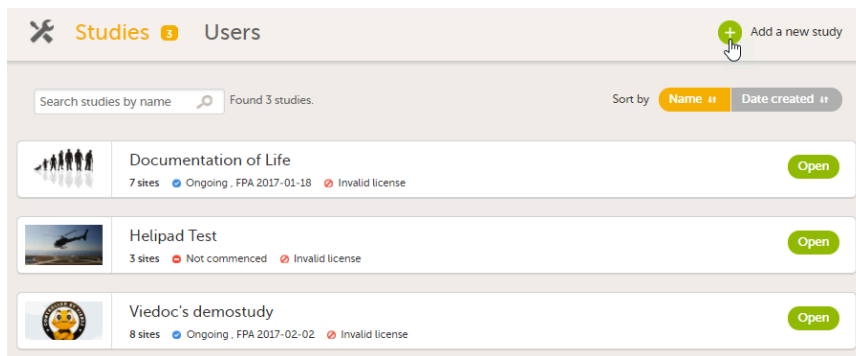 Studies 3 Users
Add a new study
Search studies by name
Found 3 studies.
Sort by Name Date created
Documentation of Life
7 sites Ongoing , FPA 2017-01-18 Invalid license
Open
Helipad Test
3 sites Not commenced Invalid license
Open
Viedoc's demostudy
8 sites Ongoing , FPA 2017-02-02 Invalid license
Open